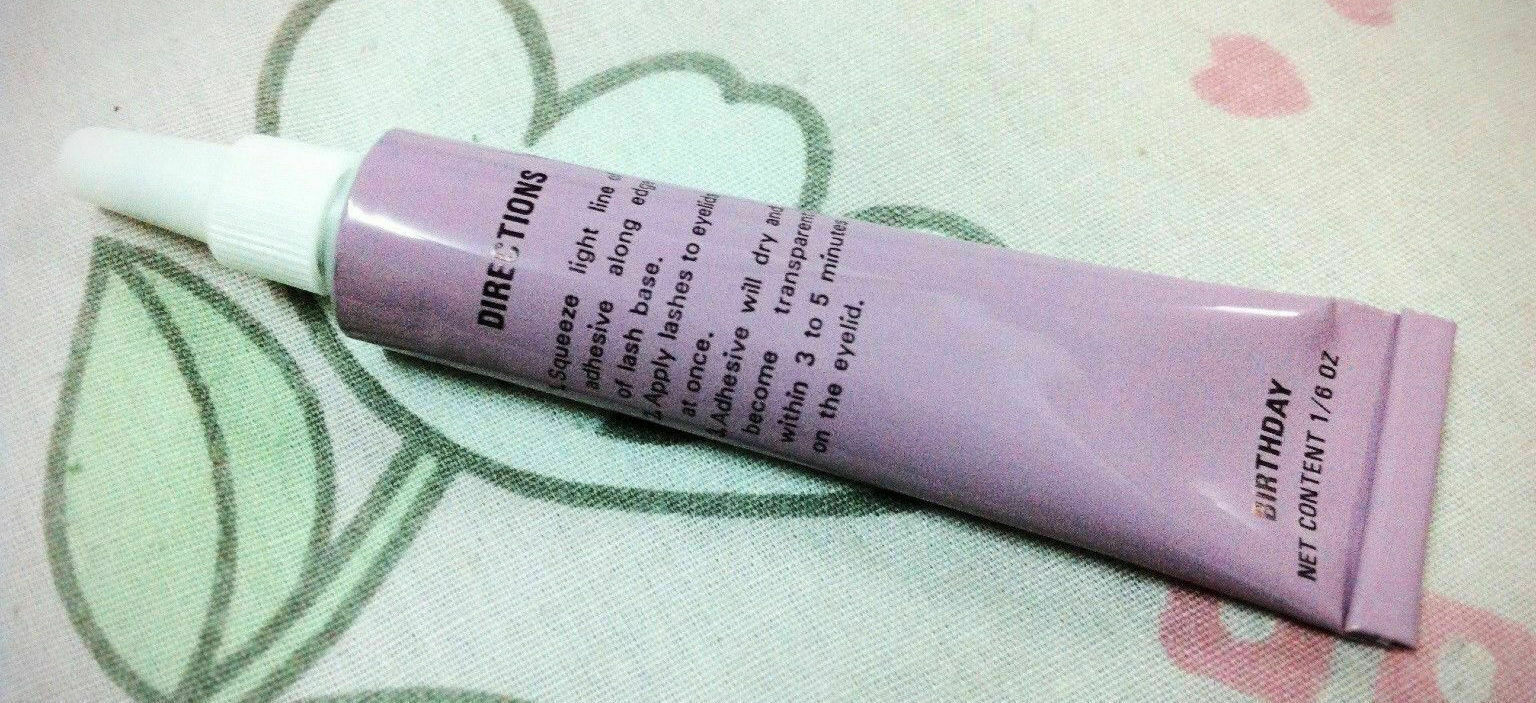 DIRECTIONS
Squeeze light line
adhesive along edge
of lash base.
Apply lashes to eyelid
at once.
Adhesive will dry and
become transparent
within 3 to 5 minutes
on the eyelid.
BIRTHDAY
NET CONTENT 1/6 OZ